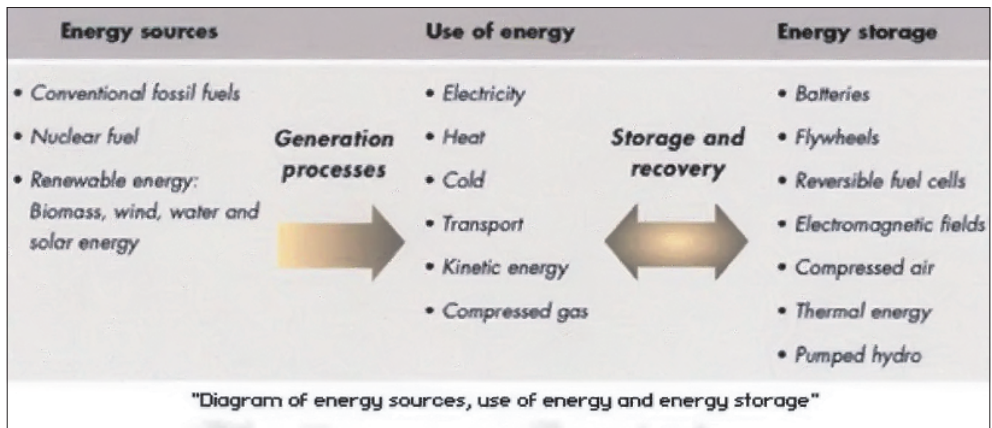 Energy sources
• Conventional fossil fuels
• Nuclear fuel
• Renewable energy:
Biomass, wind, water and
solar energy
Generation
processes
Use of energy
• Electricity
• Heat
• Cold
• Transport
• Kinetic energy
• Compressed gas
Storage and
recovery
Energy storage
• Batteries
• Flywheels
• Reversible fuel cells
• Electromagnetic fields
• Compressed air
• Thermal energy
• Pumped hydro
"Diagram of energy sources, use of energy and energy storage"